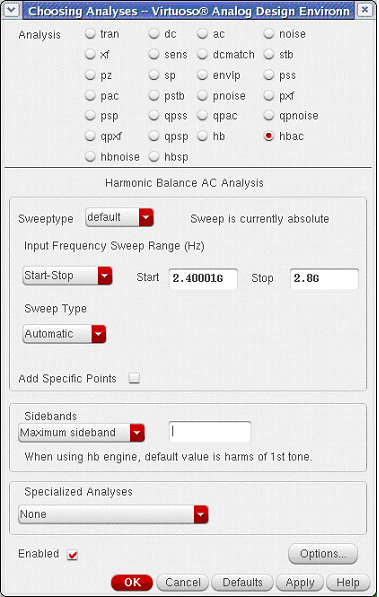 Choosing Analyses -- Virtuoso® Analog Design Environn
Analysis tran dc ac noise
xf sens dcmatch stb
pz sp envlp pss
pac pstb pnoise pxf
psp qpss qpac qpnoise
qpxf qpsp hb hbac
hbnoise hbsp
Harmonic Balance AC Analysis
Sweeptype default Sweep is currently absolute
Input Frequency Sweep Range (Hz)
Start-Stop Start 2.40001G Stop 2.8G
Sweep Type
Automatic
Add Specific Points
Sidebands
Maximum sideband
When using hb engine, default value is harms of 1st tone.
Specialized Analyses
None
Enabled Options...
OK Cancel Defaults Apply Help